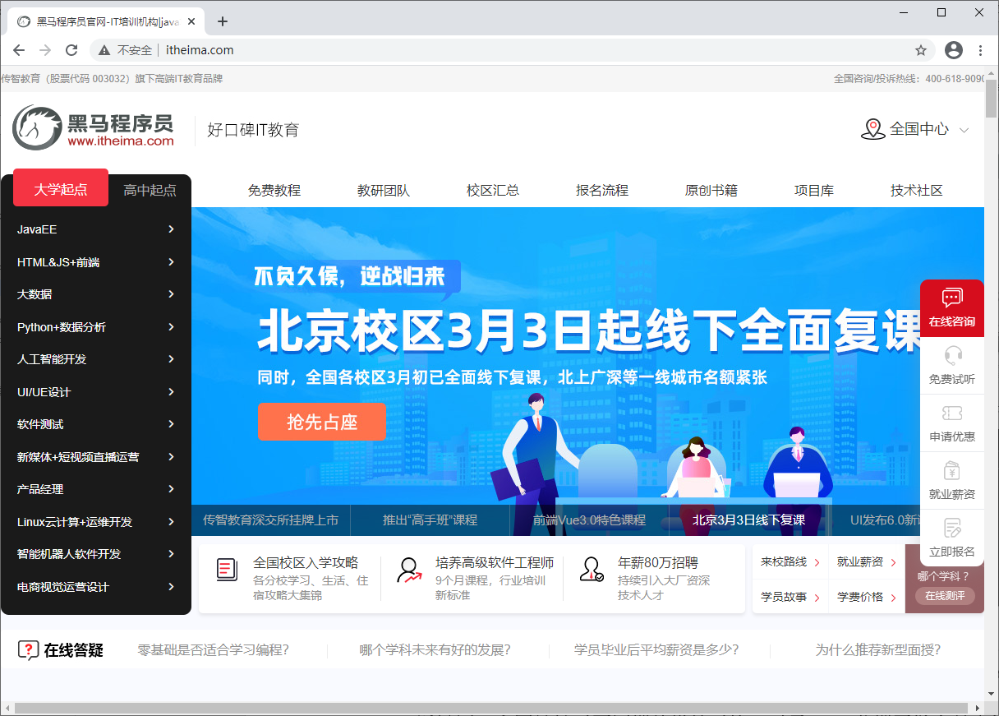 黑马程序员官网-IT培训机构|java
不安全 itheima.com
传智教育（股票代码 003032）旗下高端IT教育品牌
全国咨询/投诉热线：400-618-9090
黑马程序员
www.itheima.com
好口碑IT教育
全国中心
大学起点
高中起点
免费教程
教研团队
校区汇总
报名流程
原创书籍
项目库
技术社区
JavaEE
HTML&JS+前端
大数据
Python+数据分析
人工智能开发
UI/UE设计
软件测试
新媒体+短视频直播运营
产品经理
Linux云计算+运维开发
智能机器人软件开发
电商视觉运营设计
不负久侯，逆战归来
北京校区3月3日起线下全面复课
同时，全国各校区3月初已全面线下复课，北上广深等一线城市名额紧张
抢先占座
传智教育深交所挂牌上市
推出“高手班”课程
前端Vue3.0特色课程
北京3月3日线下复课
UI发布6.0新
在线咨询
免费试听
申请优惠
就业薪资
立即报名
全国校区入学攻略
各分校学习、生活、住
宿攻略大集锦
培养高级软件工程师
9个月课程，行业培训
新标准
年薪80万招聘
持续引入大厂资深
技术人才
来校路线
就业薪资
学员故事
学费价格
哪个学科？
在线测评
在线答疑
零基础是否适合学习编程？
哪个学科未来有好的发展？
学员毕业后平均薪资是多少？
为什么推荐新型面授？